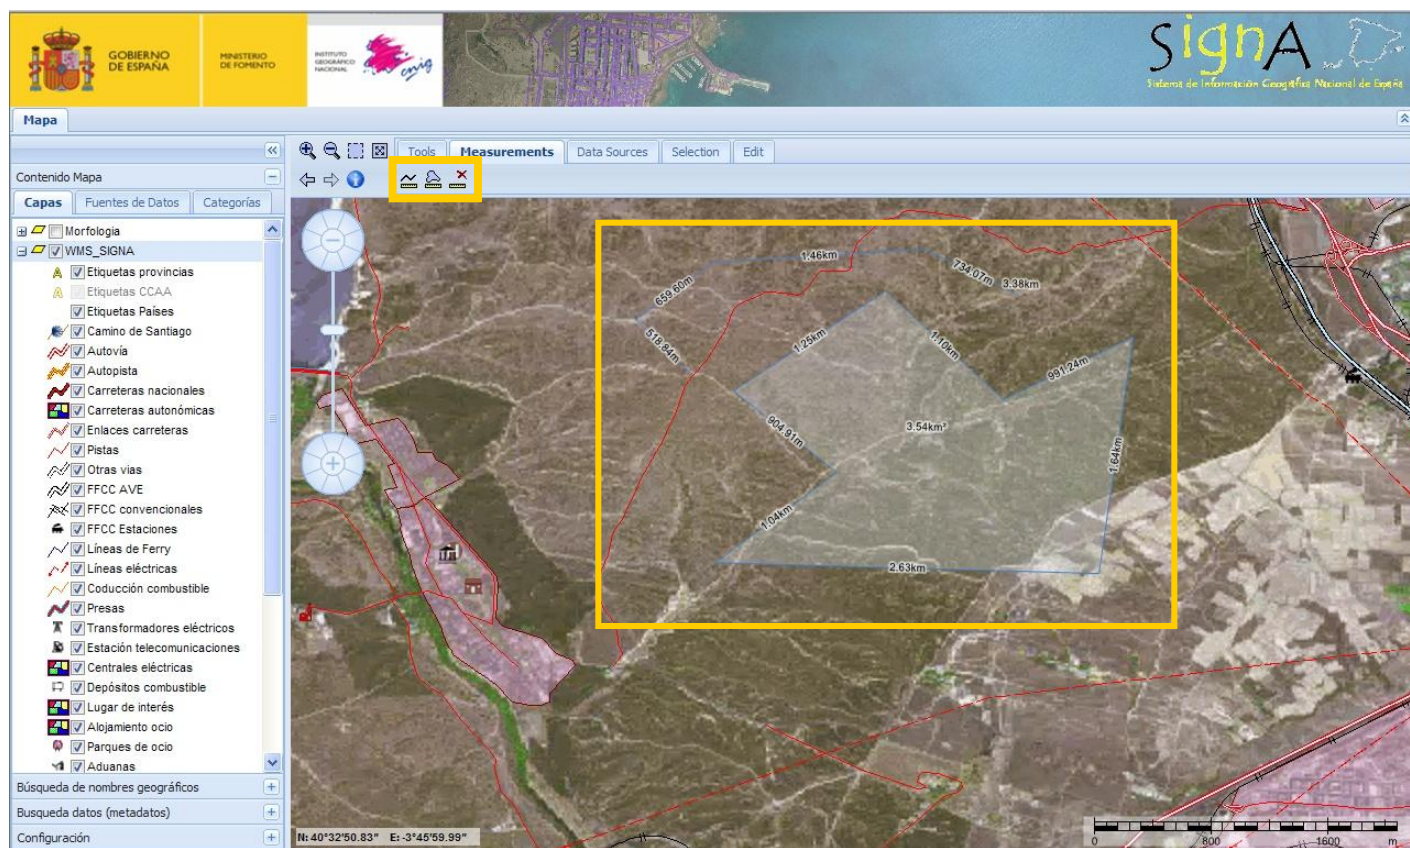 GOBIERNO
DE ESPAÑA
MINISTERIO
DE FOMENTO
INSTITUTO
GEOGRÁFICO
NACIONAL
cnig
SignA
Sistema de Información Geográfica Nacional de España
Mapa
Tools Measurements Data Sources Selection Edit
Contenido Mapa
Capas Fuentes de Datos Categorías
Morfologia
WMS_SIGNA
Etiquetas provincias
Etiquetas CCAA
Etiquetas Países
Camino de Santiago
Autovía
Autopista
Carreteras nacionales
Carreteras autonómicas
Enlaces carreteras
Pistas
Otras vias
FFCC AVE
FFCC convencionales
FFCC Estaciones
Líneas de Ferry
Líneas eléctricas
Coducción combustible
Presas
Transformadores eléctricos
Estación telecomunicaciones
Centrales eléctricas
Depósitos combustible
Lugar de interés
Alojamiento ocio
Parques de ocio
Aduanas
Búsqueda de nombres geográficos
Busqueda datos (metadatos)
Configuración
1.46km
734.07m
3.38km
659.60m
518.84m
1.25km
1.10km
991.24m
904.91m
3.54km²
1.64km
1.04km
2.63km
N: 40°32'50.83" E: -3°45'59.99"
0 800 1600 m